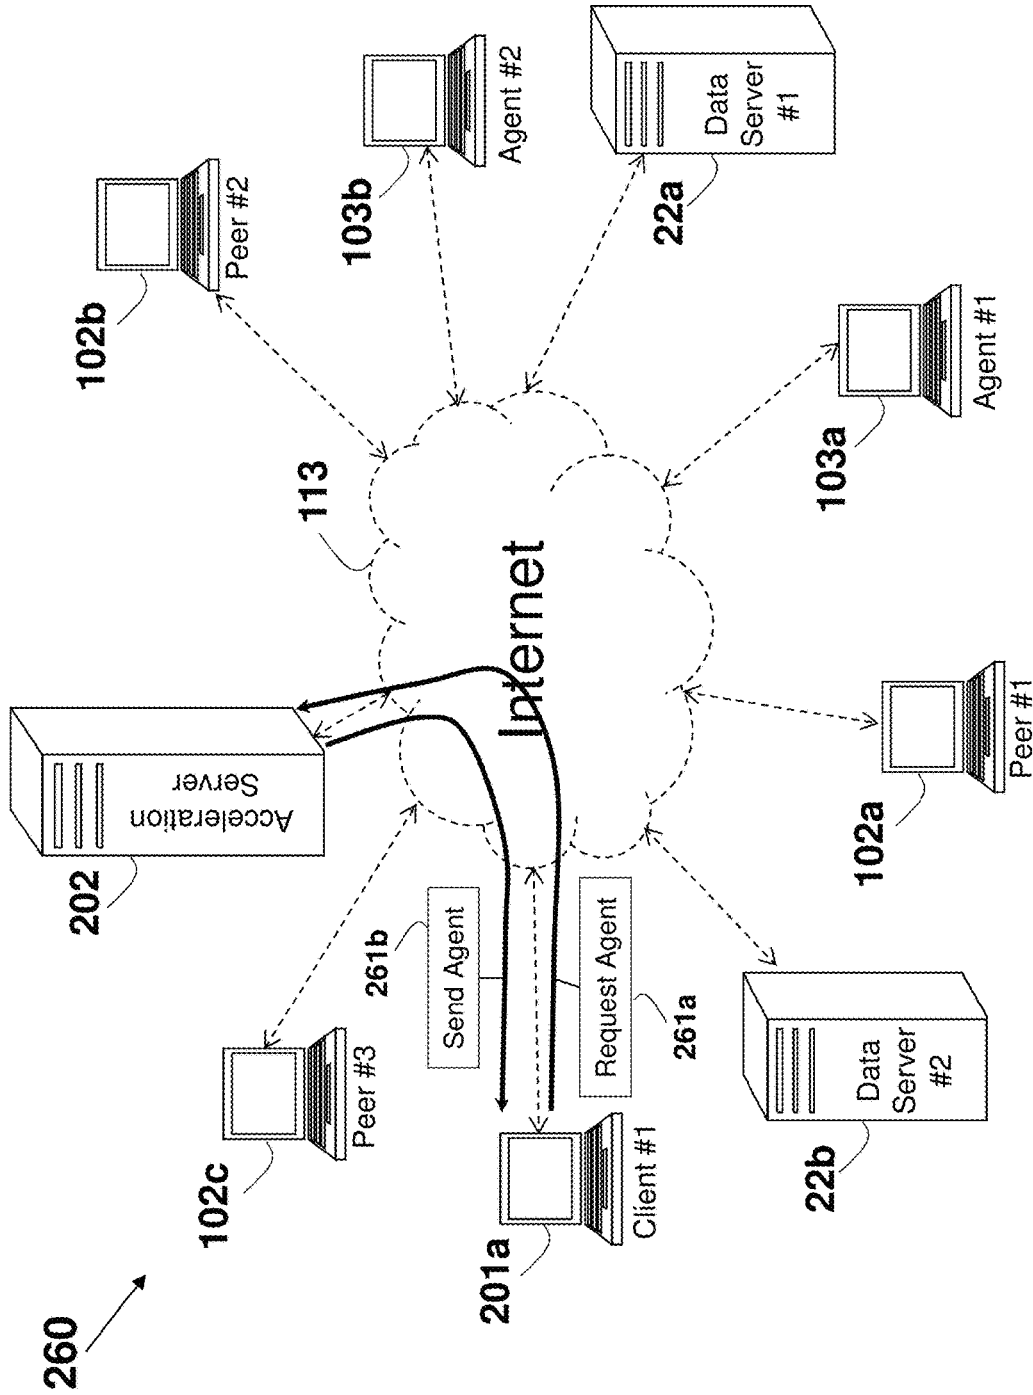 260
102c
Peer #3
202
Acceleration
Server
102b
Peer #2
103b
Agent #2
113
Internet
261b
Send Agent
Request Agent
261a
201a
Client #1
22a
Data
Server
#1
103a
Agent #1
102a
Peer #1
22b
Data
Server
#2